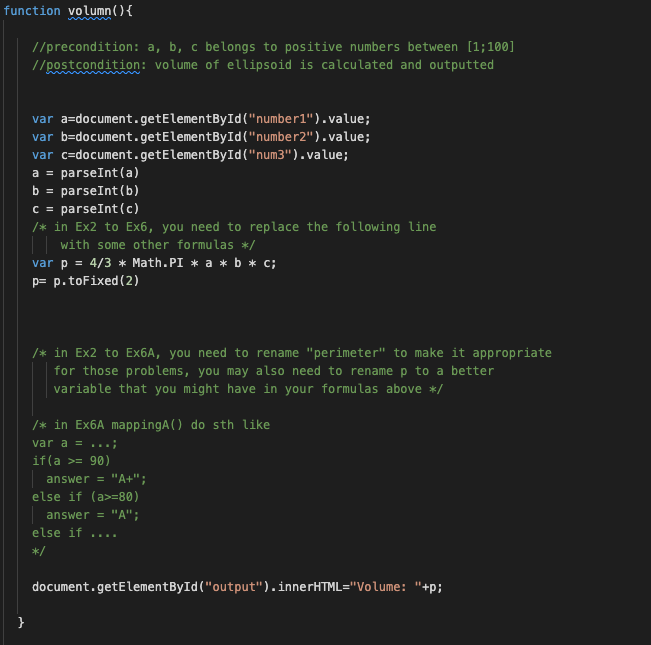 function volumn(){
//precondition: a, b, c belongs to positive numbers between [1;100]
//postcondition: volume of ellipsoid is calculated and outputted
var a=document.getElementById("number1").value;
var b=document.getElementById("number2").value;
var c=document.getElementById("num3").value;
a = parseInt(a)
b = parseInt(b)
c = parseInt(c)
/* in Ex2 to Ex6, you need to replace the following line
with some other formulas */
var p = 4/3 * Math.PI * a * b * c;
p= p.toFixed(2)
/* in Ex2 to Ex6A, you need to rename "perimeter" to make it appropriate
for those problems, you may also need to rename p to a better
variable that you might have in your formulas above */
/* in Ex6A mappingA() do sth like
var a = ...;
if(a >= 90)
answer = "A+";
else if (a>=80)
answer = "A";
else if ....
*/
document.getElementById("output").innerHTML="Volume: "+p;
}